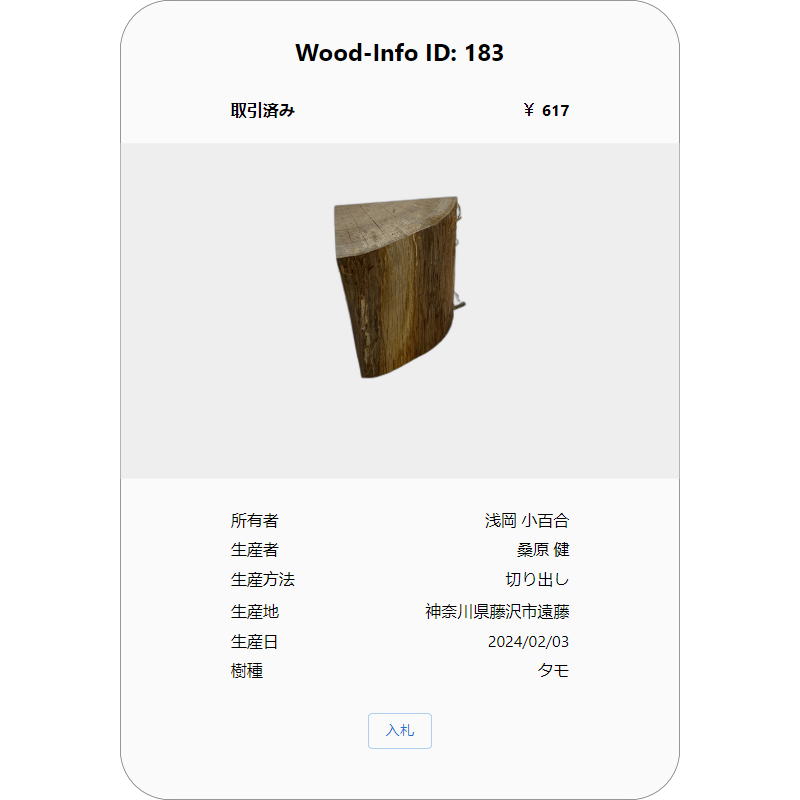 Wood-Info ID: 183
取引済み ￥ 617
所有者 浅岡 小百合
生産者 桑原 健
生産方法 切り出し
生産地 神奈川県藤沢市遠藤
生産日 2024/02/03
樹種 タモ
入札